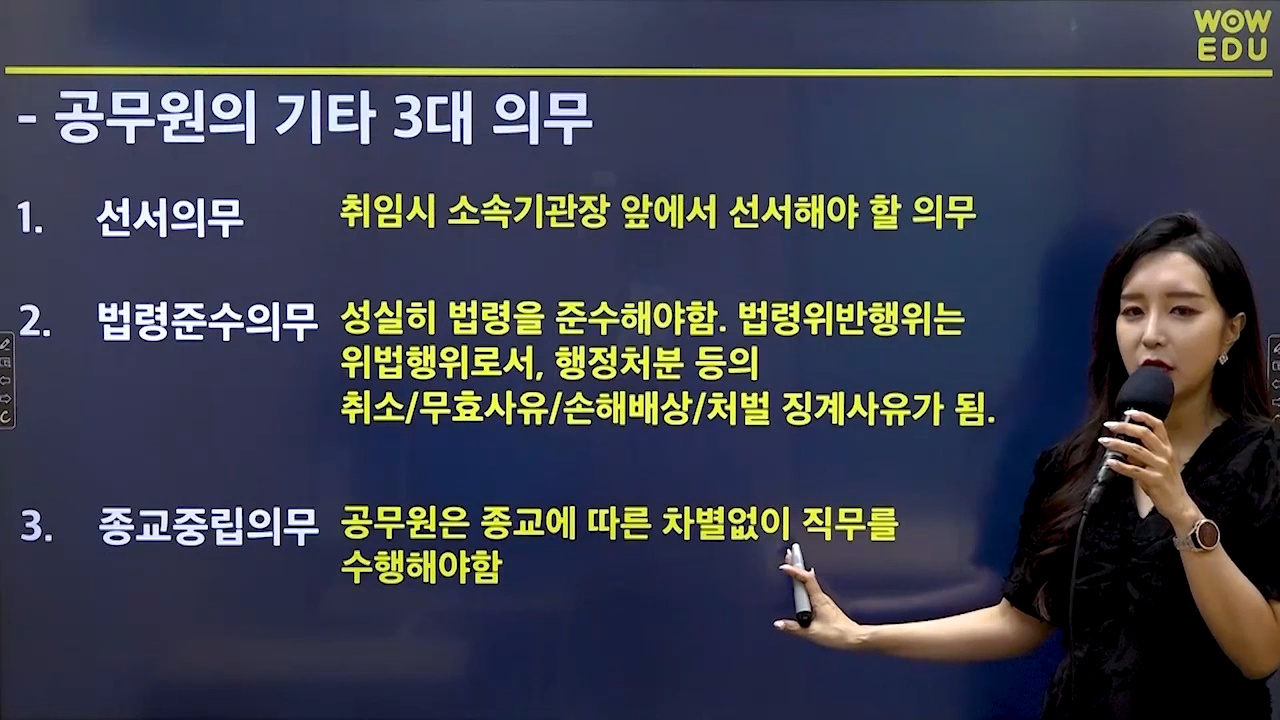 WOW
EDU
- 공무원의 기타 3대 의무
1. 선서의무 취임시 소속기관장 앞에서 선서해야 할 의무
2. 법령준수의무 성실히 법령을 준수해야함. 법령위반행위는
위법행위로서, 행정처분 등의
취소/무효사유/손해배상/처벌 징계사유가 됨.
3. 종교중립의무 공무원은 종교에 따른 차별없이 직무를
수행해야함